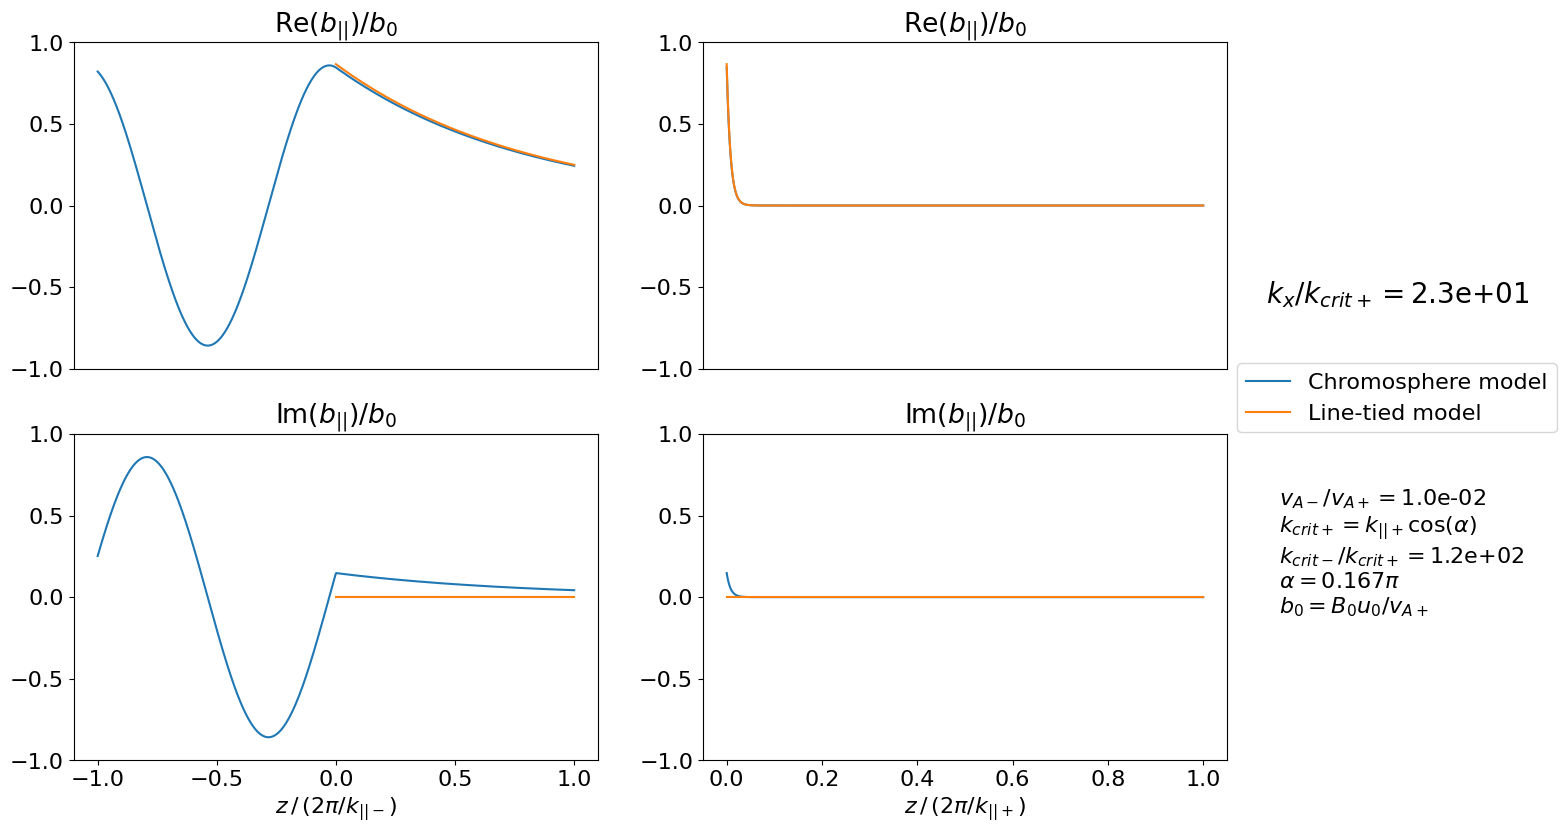 Re(b_{||})/b_0
1.0
0.5
0.0
−0.5
−1.0
Re(b_{||})/b_0
1.0
0.5
0.0
−0.5
−1.0
k_x/k_{crit+} = 2.3e+01
Chromosphere model
Line-tied model
Im(b_{||})/b_0
1.0
0.5
0.0
−0.5
−1.0
−1.0 −0.5 0.0 0.5 1.0
z / (2π/k_{||−})
Im(b_{||})/b_0
1.0
0.5
0.0
−0.5
−1.0
0.0 0.2 0.4 0.6 0.8 1.0
z / (2π/k_{||+})
v_{A−}/v_{A+} = 1.0e-02
k_{crit+} = k_{||+}cos(α)
k_{crit−}/k_{crit+} = 1.2e+02
α = 0.167π
b_0 = B_0u_0/v_{A+}